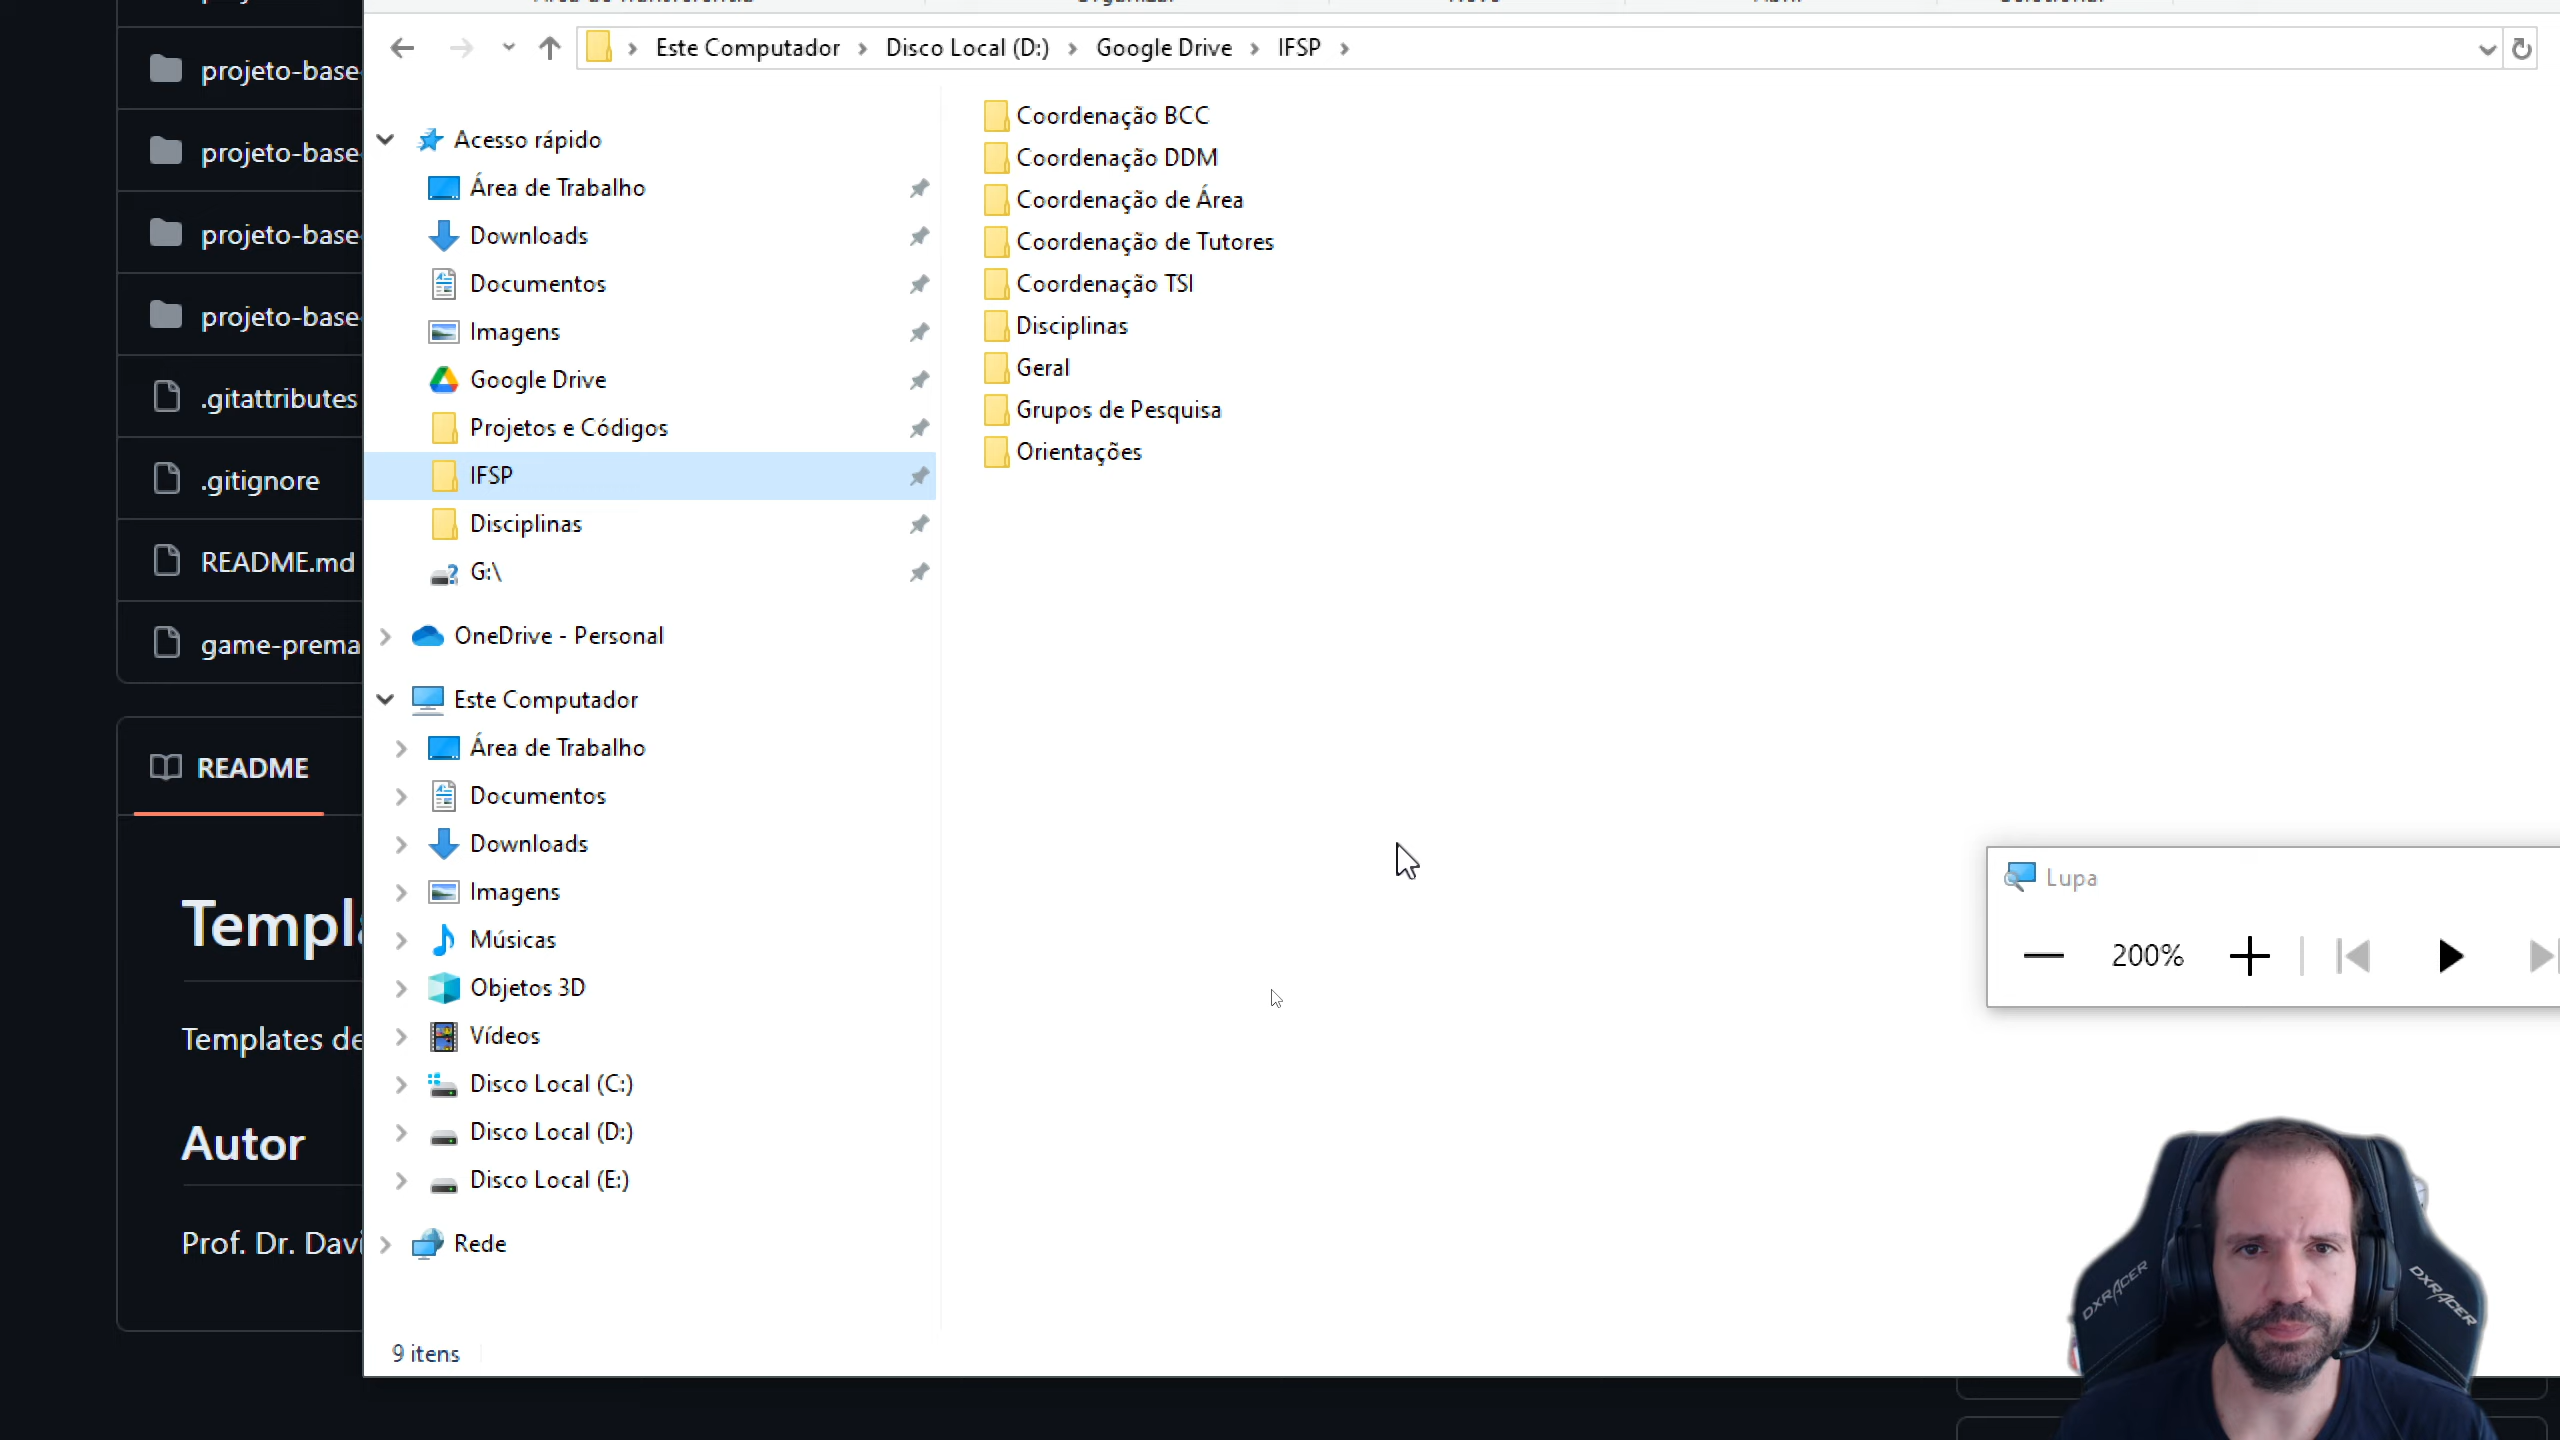 Este Computador
Disco Local (D:)
Google Drive
IFSP
projeto-base
projeto-base
projeto-base
projeto-base
.gitattributes
.gitignore
README.md
game-prema
README
Templa
Templates de
Autor
Prof. Dr. Davi
Acesso rápido
Área de Trabalho
Downloads
Documentos
Imagens
Google Drive
Projetos e Códigos
IFSP
Disciplinas
G:\
OneDrive - Personal
Este Computador
Área de Trabalho
Documentos
Downloads
Imagens
Músicas
Objetos 3D
Vídeos
Disco Local (C:)
Disco Local (D:)
Disco Local (E:)
Rede
9 itens
Coordenação BCC
Coordenação DDM
Coordenação de Área
Coordenação de Tutores
Coordenação TSI
Disciplinas
Geral
Grupos de Pesquisa
Orientações
Lupa
200%
DXRACER
DXRACER